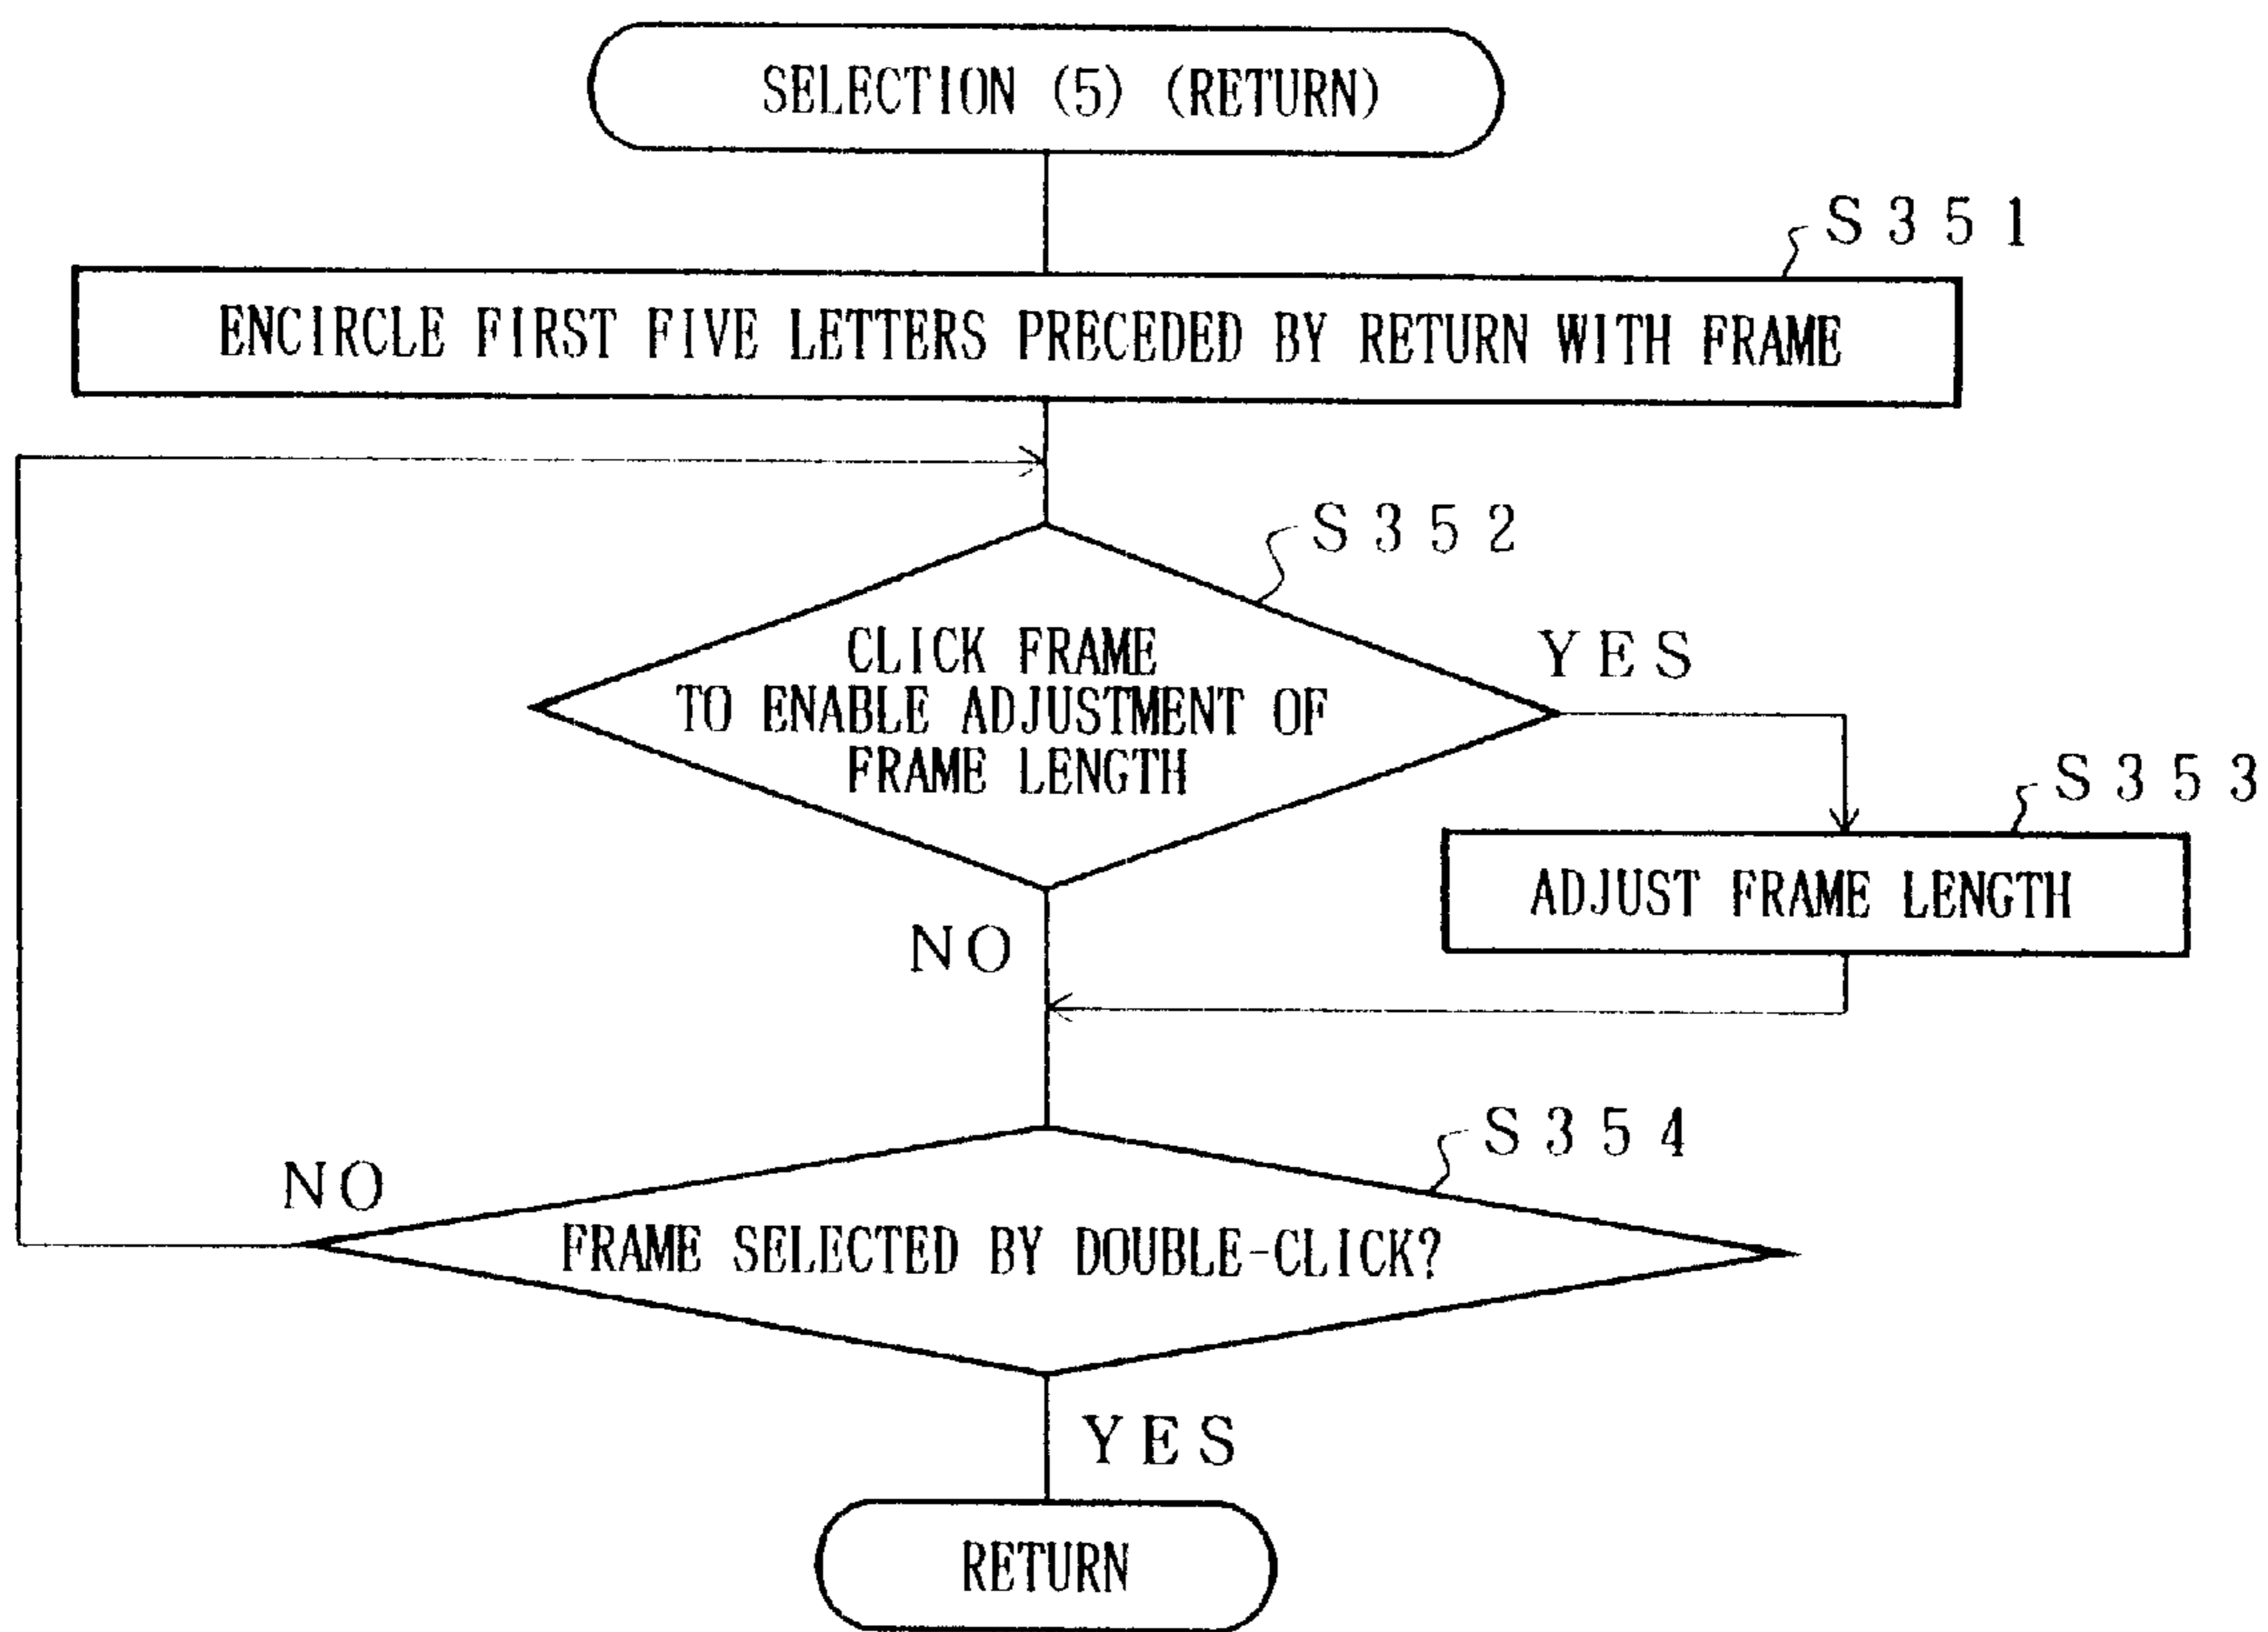 SELECTION (5) (RETURN)
S351
ENCIRCLE FIRST FIVE LETTERS PRECEDED BY RETURN WITH FRAME
S352
CLICK FRAME
TO ENABLE ADJUSTMENT OF
FRAME LENGTH
YES
S353
ADJUST FRAME LENGTH
NO
S354
NO
FRAME SELECTED BY DOUBLE-CLICK?
YES
RETURN